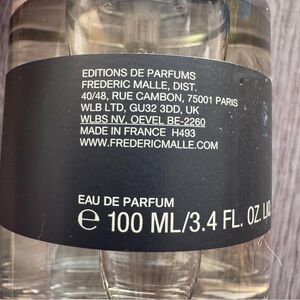 EDITIONS DE PARFUMS
FREDERIC MALLE, DIST.
40/48, RUE CAMBON, 75001 PARIS
WLB LTD, GU32 3DD, UK
WLBS NV, OEVEL, BE-2260
MADE IN FRANCE H493
WWW.FREDERICMALLE.COM
EAU DE PARFUM
℮ 100 ML/3.4 FL. OZ. LIQ